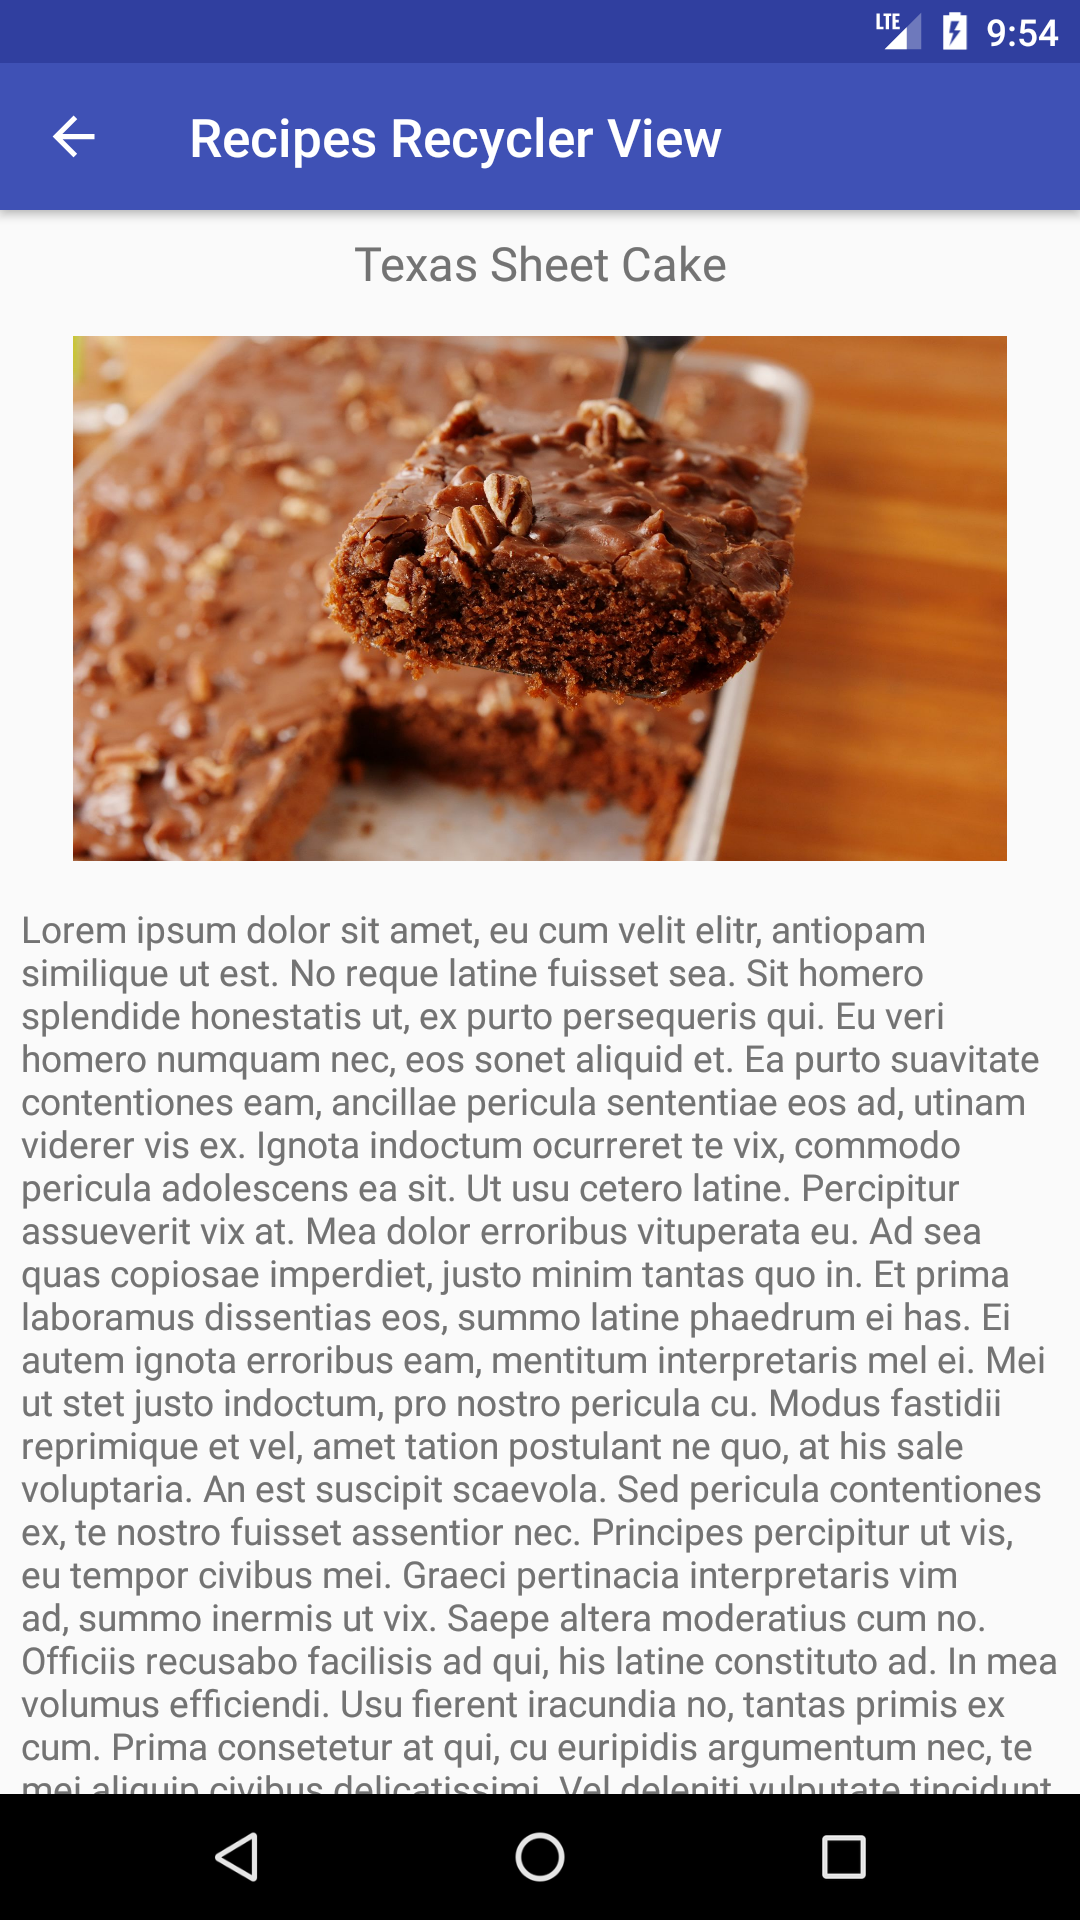 LTE 9:54
Recipes Recycler View
Texas Sheet Cake
Lorem ipsum dolor sit amet, eu cum velit elitr, antiopam
similique ut est. No reque latine fuisset sea. Sit homero
splendide honestatis ut, ex purto persequeris qui. Eu veri
homero numquam nec, eos sonet aliquid et. Ea purto suavitate
contentiones eam, ancillae pericula sententiae eos ad, utinam
viderer vis ex. Ignota indoctum ocurreret te vix, commodo
pericula adolescens ea sit. Ut usu cetero latine. Percipitur
assueverit vix at. Mea dolor erroribus vituperata eu. Ad sea
quas copiosae imperdiet, justo minim tantas quo in. Et prima
laboramus dissentias eos, summo latine phaedrum ei has. Ei
autem ignota erroribus eam, mentitum interpretaris mel ei. Mei
ut stet justo indoctum, pro nostro pericula cu. Modus fastidii
reprimique et vel, amet tation postulant ne quo, at his sale
voluptaria. An est suscipit scaevola. Sed pericula contentiones
ex, te nostro fuisset assentior nec. Principes percipitur ut vis,
eu tempor civibus mei. Graeci pertinacia interpretaris vim
ad, summo inermis ut vix. Saepe altera moderatius cum no.
Officiis recusabo facilisis ad qui, his latine constituto ad. In mea
volumus efficiendi. Usu fierent iracundia no, tantas primis ex
cum. Prima consetetur at qui, cu euripidis argumentum nec, te
mei aliquip civibus delicatissimi. Vel deleniti vulputate tincidunt